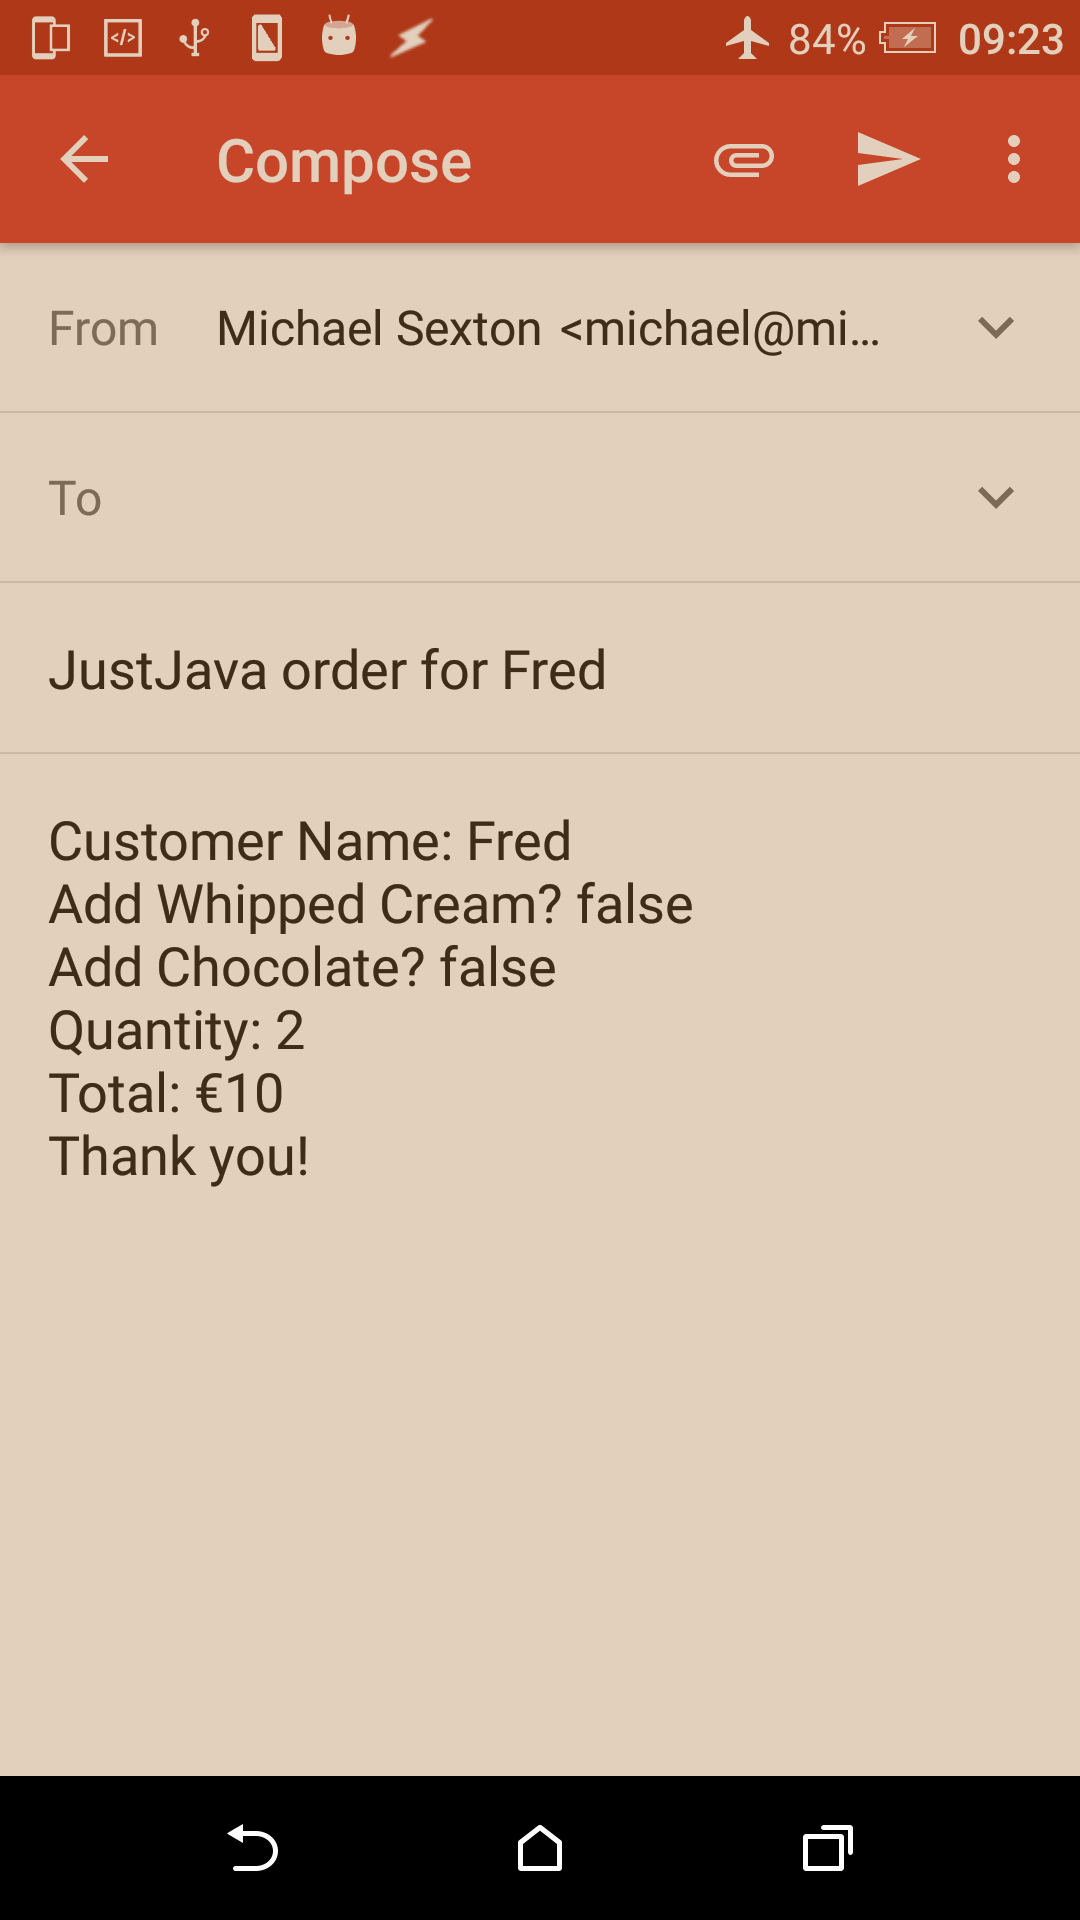 84% 09:23
Compose
From Michael Sexton <michael@mi...
To
JustJava order for Fred
Customer Name: Fred
Add Whipped Cream? false
Add Chocolate? false
Quantity: 2
Total: €10
Thank you!